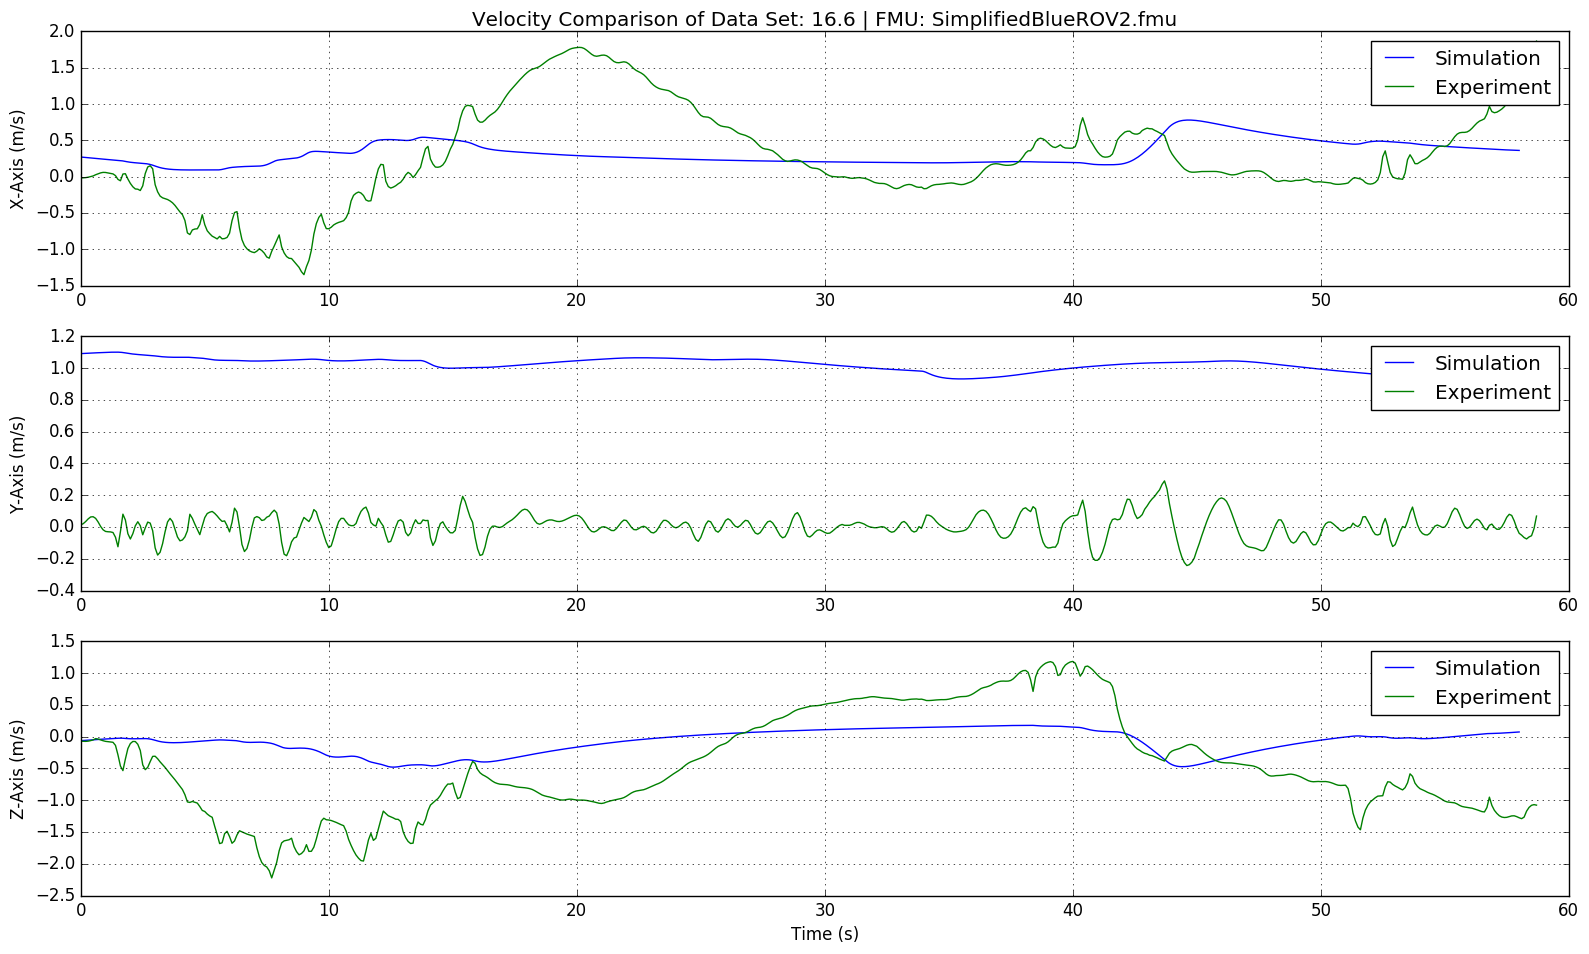 Velocity Comparison of Data Set: 16.6 | FMU: SimplifiedBlueROV2.fmu
2.0
1.5
1.0
0.5
0.0
−0.5
−1.0
−1.5
X-Axis (m/s)
Simulation
Experiment
0 10 20 30 40 50 60
1.2
1.0
0.8
0.6
0.4
0.2
0.0
−0.2
−0.4
Y-Axis (m/s)
Simulation
Experiment
0 10 20 30 40 50 60
1.5
1.0
0.5
0.0
−0.5
−1.0
−1.5
−2.0
−2.5
Z-Axis (m/s)
Simulation
Experiment
0 10 20 30 40 50 60
Time (s)